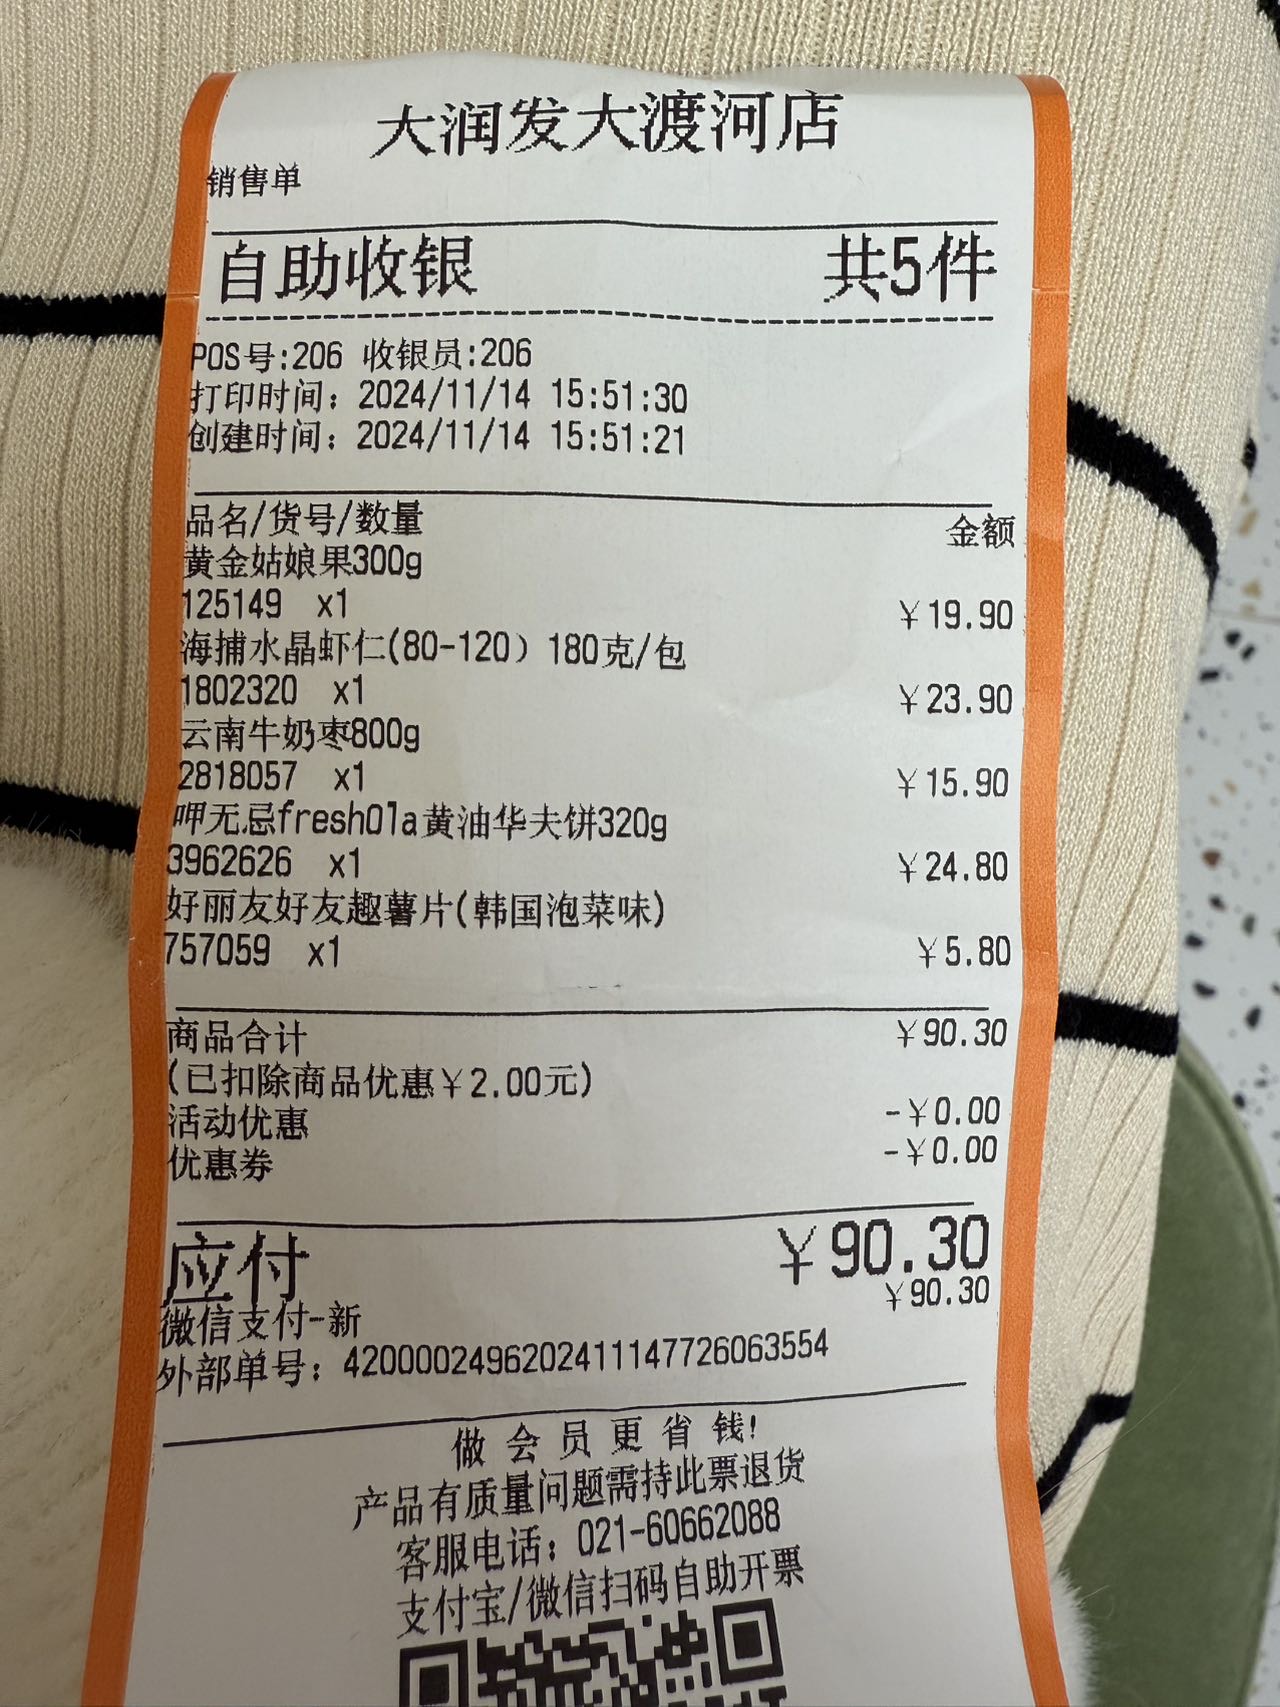 大润发大渡河店
销售单
自助收银 共5件
POS号:206 收银员:206
打印时间：2024/11/14 15:51:30
创建时间：2024/11/14 15:51:21
品名/货号/数量 金额
黄金姑娘果300g
125149 x1 ￥19.90
海捕水晶虾仁(80-120）180克/包
1802320 x1 ￥23.90
云南牛奶枣800g
2818057 x1 ￥15.90
呷无忌freshOla黄油华夫饼320g
3962626 x1 ￥24.80
好丽友好友趣薯片(韩国泡菜味)
757059 x1 ￥5.80
商品合计 ￥90.30
(已扣除商品优惠￥2.00元)
活动优惠 -￥0.00
优惠券 -￥0.00
应付 ￥90.30
微信支付-新 ￥90.30
外部单号：4200002496202411147726063554
做会员更省钱!
产品有质量问题需持此票退货
客服电话：021-60662088
支付宝/微信扫码自助开票